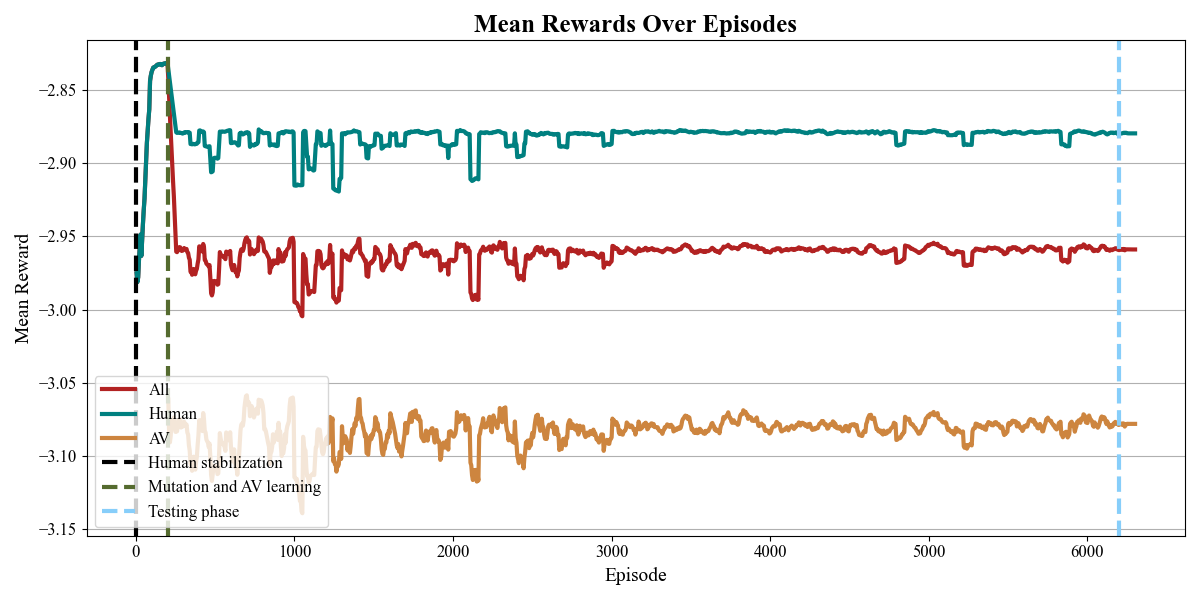 Mean Rewards Over Episodes
Mean Reward
−2.85
−2.90
−2.95
−3.00
−3.05
−3.10
−3.15
All
Human
AV
Human stabilization
Mutation and AV learning
Testing phase
0 1000 2000 3000 4000 5000 6000
Episode